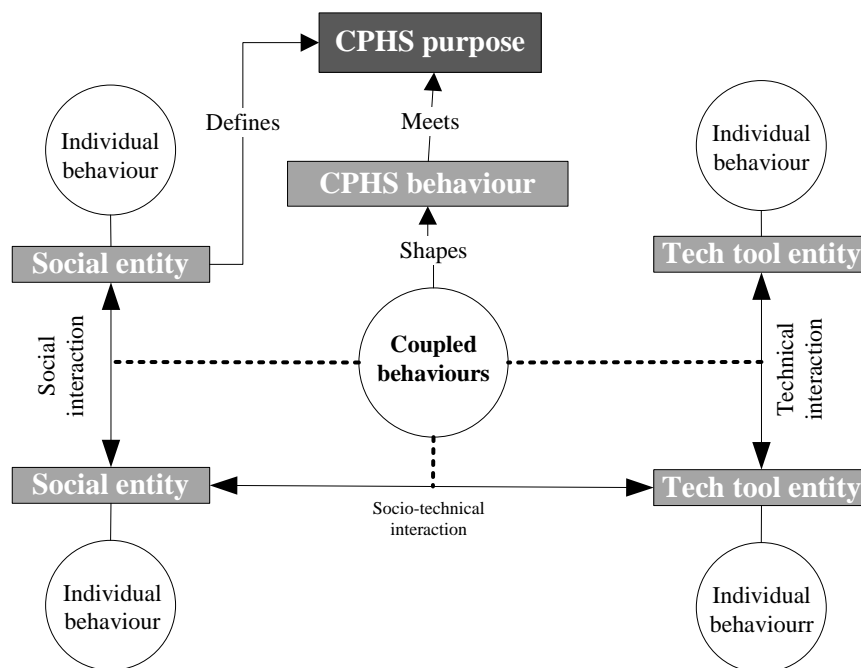 CPHS purpose
Individual
behaviour
Defines
Meets
Individual
behaviour
CPHS behaviour
Social entity
Shapes
Tech tool entity
Social
interaction
Coupled
behaviours
Technical
interaction
Social entity
Tech tool entity
Socio-technical
interaction
Individual
behaviour
Individual
behaviourr